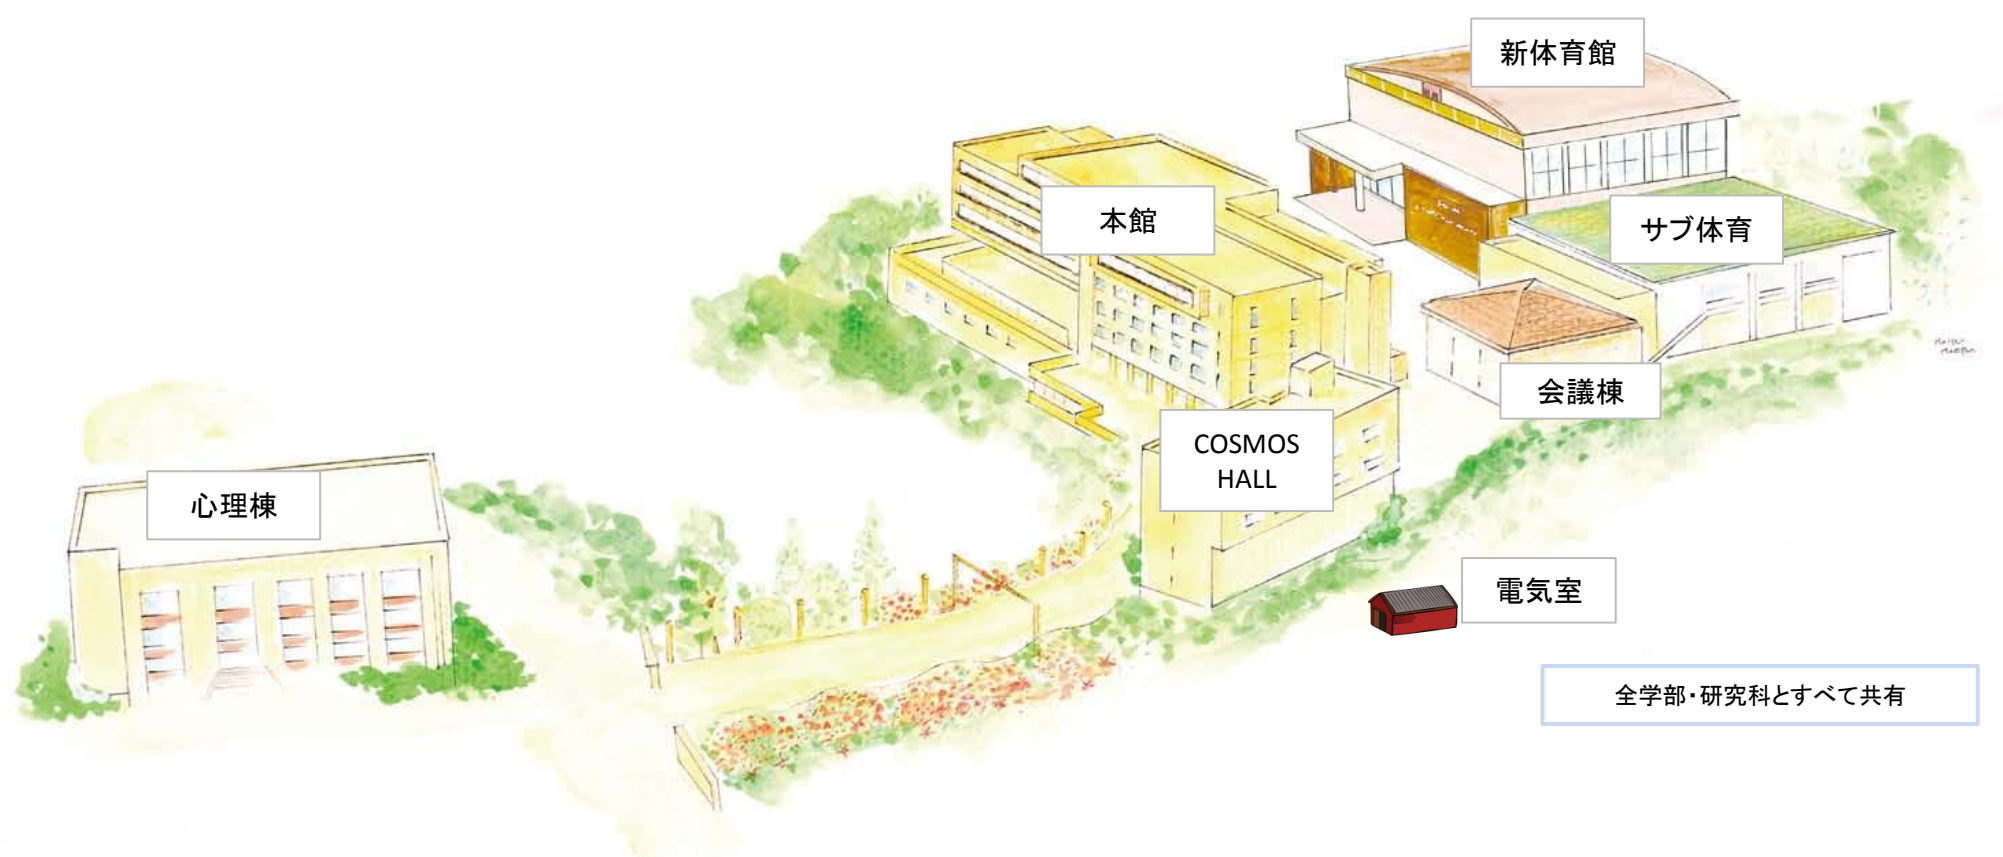 新体育館
本館
サブ体育
会議棟
COSMOS
HALL
心理棟
電気室
全学部・研究科とすべて共有